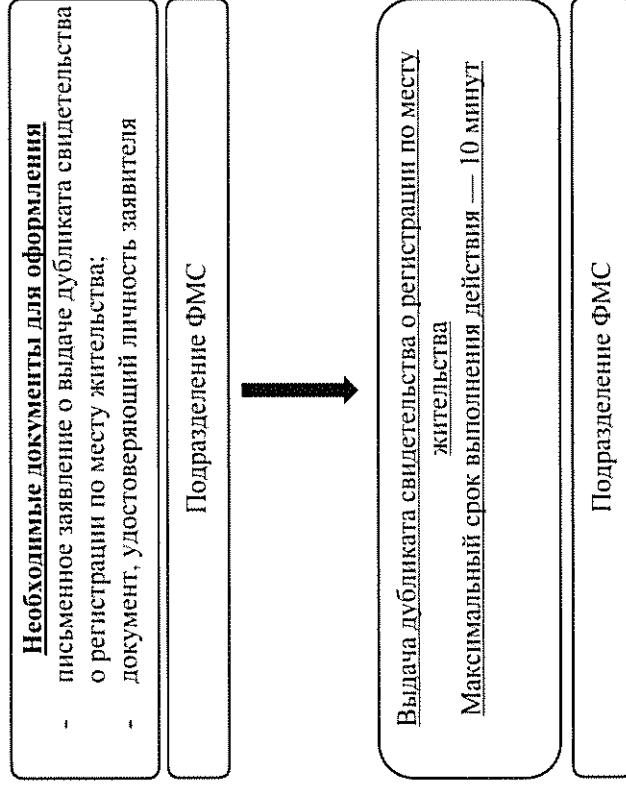 Необходимые документы для оформления
- письменное заявление о выдаче дубликата свидетельства
о регистрации по месту жительства;
- документ, удостоверяющий личность заявителя
Подразделение ФМС
Выдача дубликата свидетельства о регистрации по месту
жительства
Максимальный срок выполнения действия — 10 минут
Подразделение ФМС